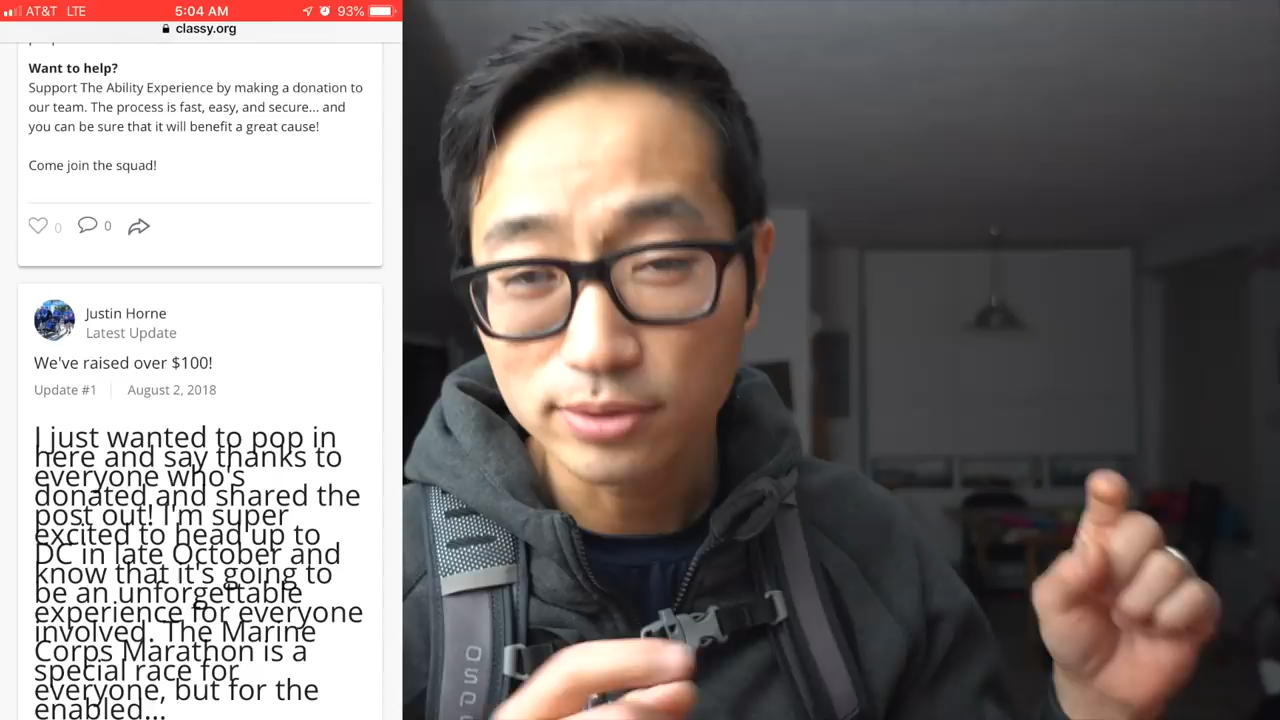 AT&T LTE 5:04 AM 93%
classy.org
Want to help?
Support The Ability Experience by making a donation to
our team. The process is fast, easy, and secure... and
you can be sure that it will benefit a great cause!
Come join the squad!
0 0
Justin Horne
Latest Update
We've raised over $100!
Update #1 August 2, 2018
I just wanted to pop in
here and say thanks to
everyone who's
donated and shared the
post out! I'm super
excited to head up to
DC in late October and
know that it's going to
be an unforgettable
experience for everyone
involved. The Marine
Corps Marathon is a
special race for
everyone, but for the
enabled...
OSP